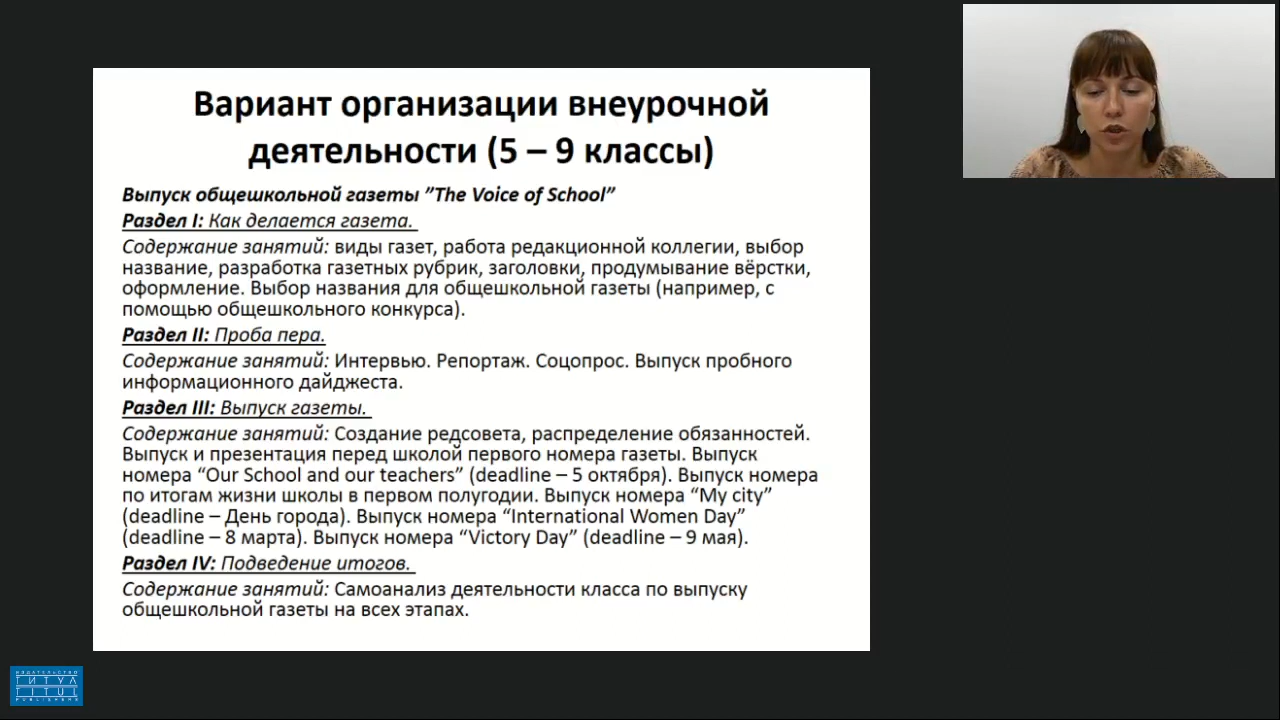 Вариант организации внеурочной
деятельности (5 – 9 классы)
Выпуск общешкольной газеты ”The Voice of School”
Раздел I: Как делается газета.
Содержание занятий: виды газет, работа редакционной коллегии, выбор
название, разработка газетных рубрик, заголовки, продумывание вёрстки,
оформление. Выбор названия для общешкольной газеты (например, с
помощью общешкольного конкурса).
Раздел II: Проба пера.
Содержание занятий: Интервью. Репортаж. Соцопрос. Выпуск пробного
информационного дайджеста.
Раздел III: Выпуск газеты.
Содержание занятий: Создание редсовета, распределение обязанностей.
Выпуск и презентация перед школой первого номера газеты. Выпуск
номера “Our School and our teachers” (deadline – 5 октября). Выпуск номера
по итогам жизни школы в первом полугодии. Выпуск номера “My city”
(deadline – День города). Выпуск номера “International Women Day”
(deadline – 8 марта). Выпуск номера “Victory Day” (deadline – 9 мая).
Раздел IV: Подведение итогов.
Содержание занятий: Самоанализ деятельности класса по выпуску
общешкольной газеты на всех этапах.
ИЗДАТЕЛЬСТВО
ТИТУЛ
TITUL
PUBLISHERS